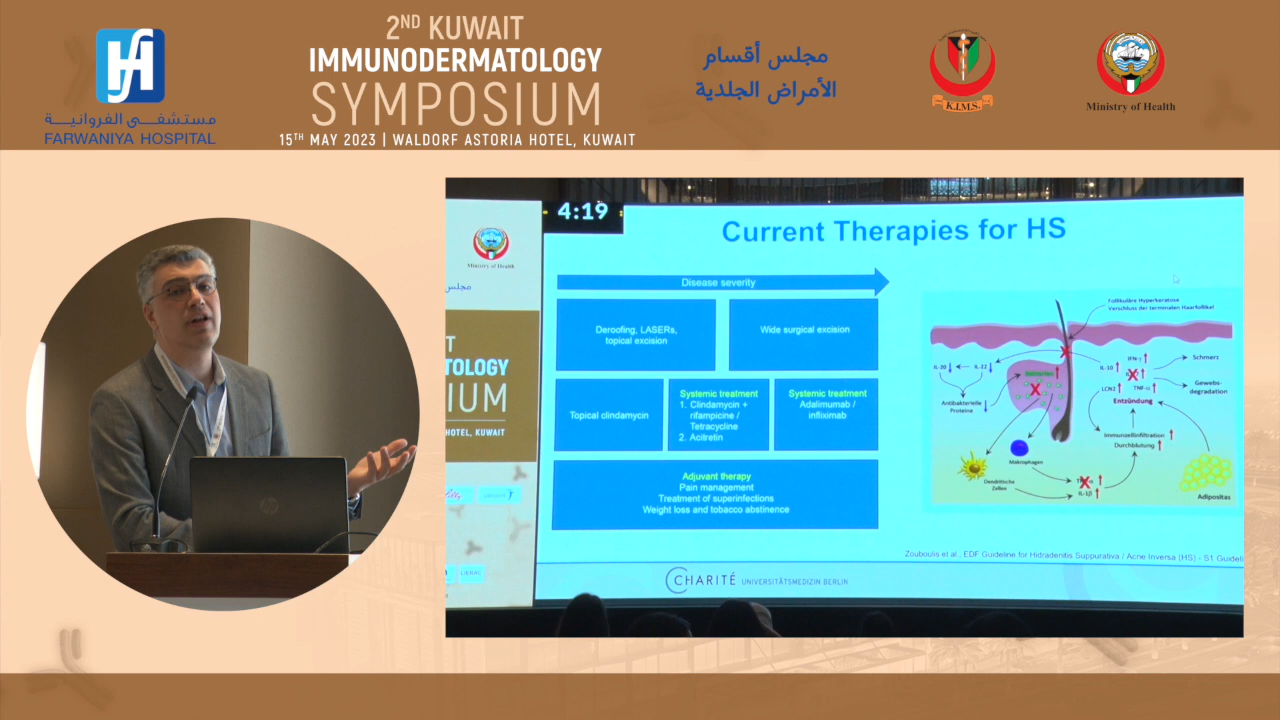 2ND KUWAIT
IMMUNODERMATOLOGY
SYMPOSIUM
15TH MAY 2023 | WALDORF ASTORIA HOTEL, KUWAIT
مستشفى الفروانية
FARWANIYA HOSPITAL
مجلس أقسام
الأمراض الجلدية
K.I.M.S.
Ministry of Health
4:19
Ministry of Health
مجلس
HOTEL, KUWAIT
Current Therapies for HS
Disease severity
Deroofing, LASERs,
topical excision
Wide surgical excision
Topical clindamycin
Systemic treatment
1. Clindamycin +
rifampicine /
Tetracycline
2. Acitretin
Systemic treatment
Adalimumab /
infliximab
Adjuvant therapy
Pain management
Treatment of superinfections
Weight loss and tobacco abstinence
Follikuläre Hyperkeratose
Verschluss der terminalen Haarfollikel
IL-20
IL-22
Antibakterielle
Proteine
IL-10
IFN-γ
LCN2
TNF-α
Entzündung
Schmerz
Gewebs-
degradation
Immunzellinfiltration
Durchblutung
Makrophagen
Dendritische
Zellen
IL-1β
Adipositas
Zouboulis et al., EDF Guideline for Hidradenitis Suppurativa / Acne Inversa (HS) - S1 Guideli
CHARITÉ UNIVERSITÄTSMEDIZIN BERLIN
hp